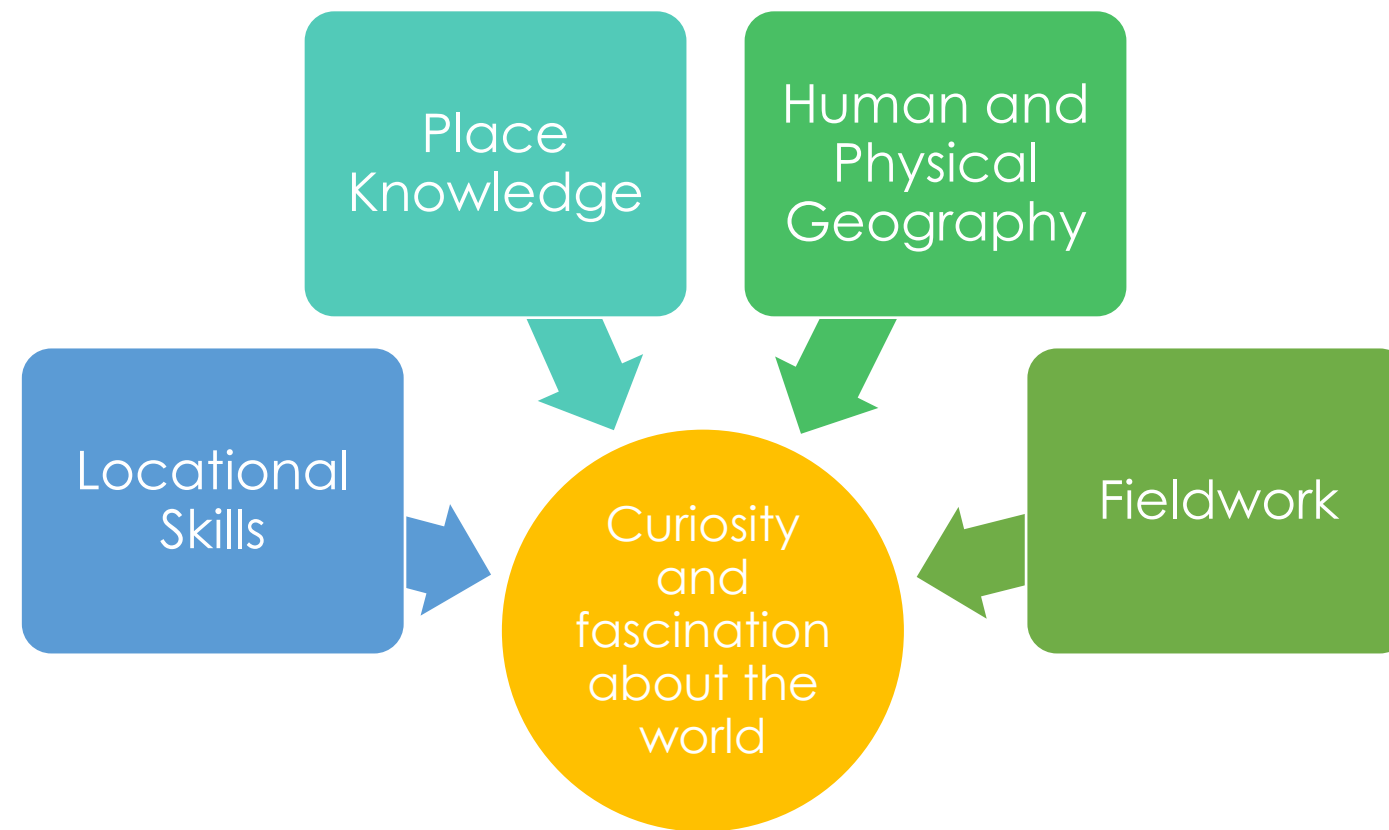 Place
Knowledge
Human and
Physical
Geography
Locational
Skills
Fieldwork
Curiosity
and
fascination
about the
world